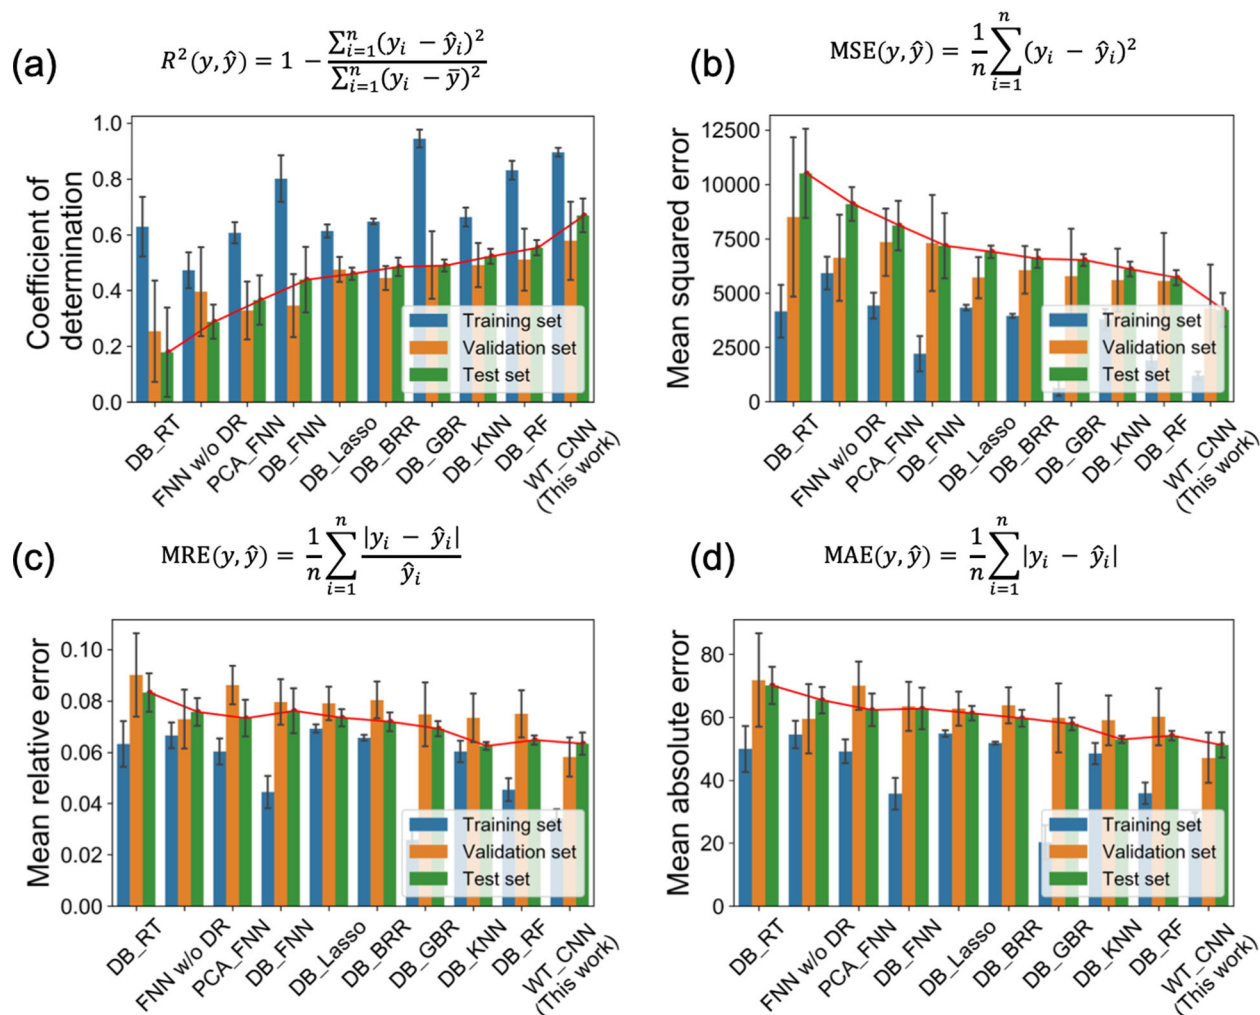 (a)
R²(y, ŷ) = 1 − ∑ⁿᵢ₌₁(yᵢ − ŷᵢ)² / ∑ⁿᵢ₌₁(yᵢ − ȳ)²
Coefficient of
determination
1.0
0.8
0.6
0.4
0.2
0.0
Training set
Validation set
Test set
DB_RT
FNN w/o DR
PCA_FNN
DB_FNN
DB_Lasso
DB_BRR
DB_GBR
DB_KNN
DB_RF
WT_CNN
(This work)
(b)
MSE(y, ŷ) = 1/n ∑ⁿᵢ₌₁(yᵢ − ŷᵢ)²
Mean squared error
12500
10000
7500
5000
2500
0
Training set
Validation set
Test set
DB_RT
FNN w/o DR
PCA_FNN
DB_FNN
DB_Lasso
DB_BRR
DB_GBR
DB_KNN
DB_RF
WT_CNN
(This work)
(c)
MRE(y, ŷ) = 1/n ∑ⁿᵢ₌₁ |yᵢ − ŷᵢ| / ŷᵢ
Mean relative error
0.10
0.08
0.06
0.04
0.02
0.00
Training set
Validation set
Test set
DB_RT
FNN w/o DR
PCA_FNN
DB_FNN
DB_Lasso
DB_BRR
DB_GBR
DB_KNN
DB_RF
WT_CNN
(This work)
(d)
MAE(y, ŷ) = 1/n ∑ⁿᵢ₌₁ |yᵢ − ŷᵢ|
Mean absolute error
80
60
40
20
0
Training set
Validation set
Test set
DB_RT
FNN w/o DR
PCA_FNN
DB_FNN
DB_Lasso
DB_BRR
DB_GBR
DB_KNN
DB_RF
WT_CNN
(This work)